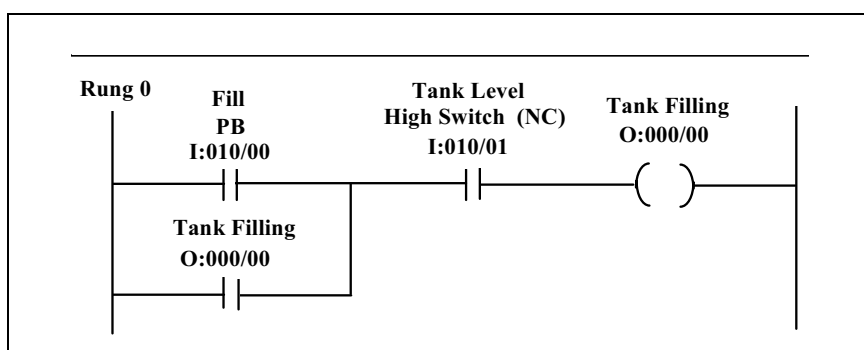 Rung 0
Fill
PB
I:010/00
Tank Level
High Switch (NC)
I:010/01
Tank Filling
O:000/00
Tank Filling
O:000/00